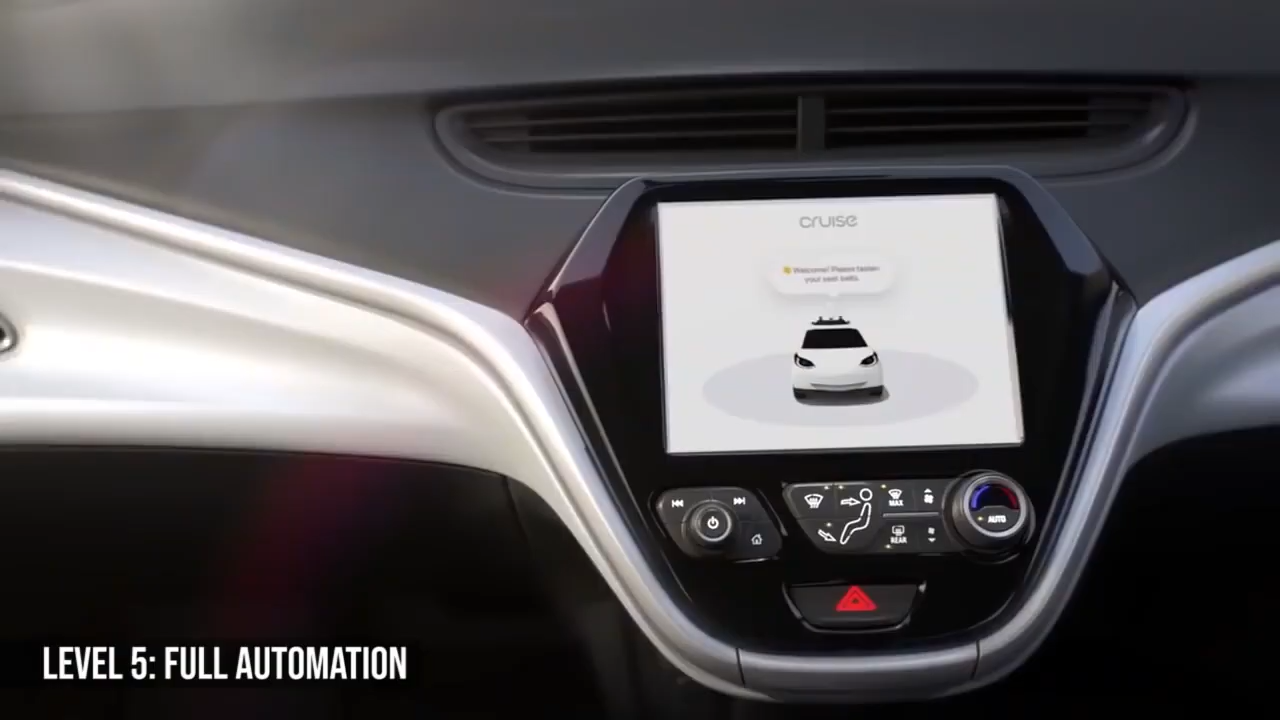 cruise
Welcome! Please fasten
your seat belts.
MAX
AUTO
REAR
LEVEL 5: FULL AUTOMATION